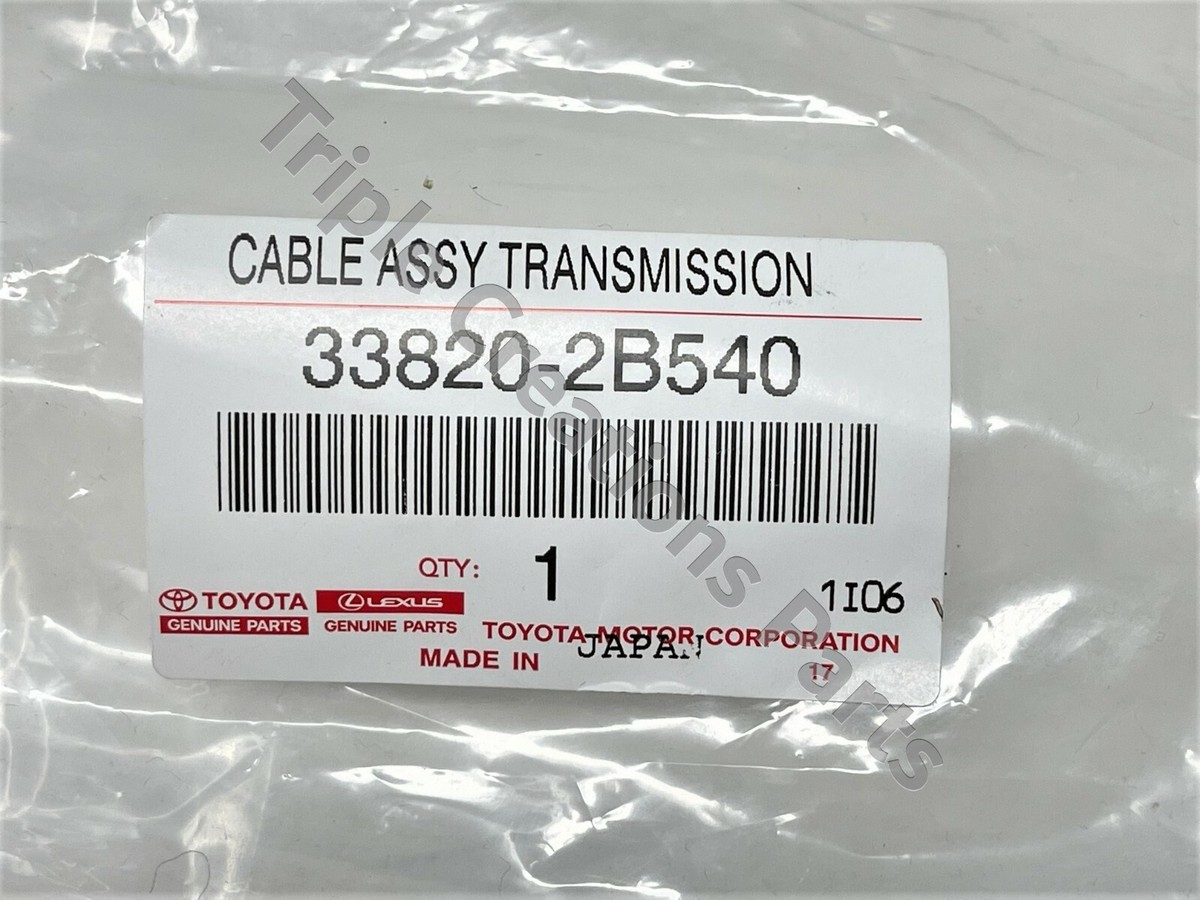 CABLE ASSY TRANSMISSION
33820-2B540
QTY: 1
1I06
TOYOTA
GENUINE PARTS
LEXUS
GENUINE PARTS
TOYOTA MOTOR CORPORATION
MADE IN JAPAN
17
Triple Creations Parts